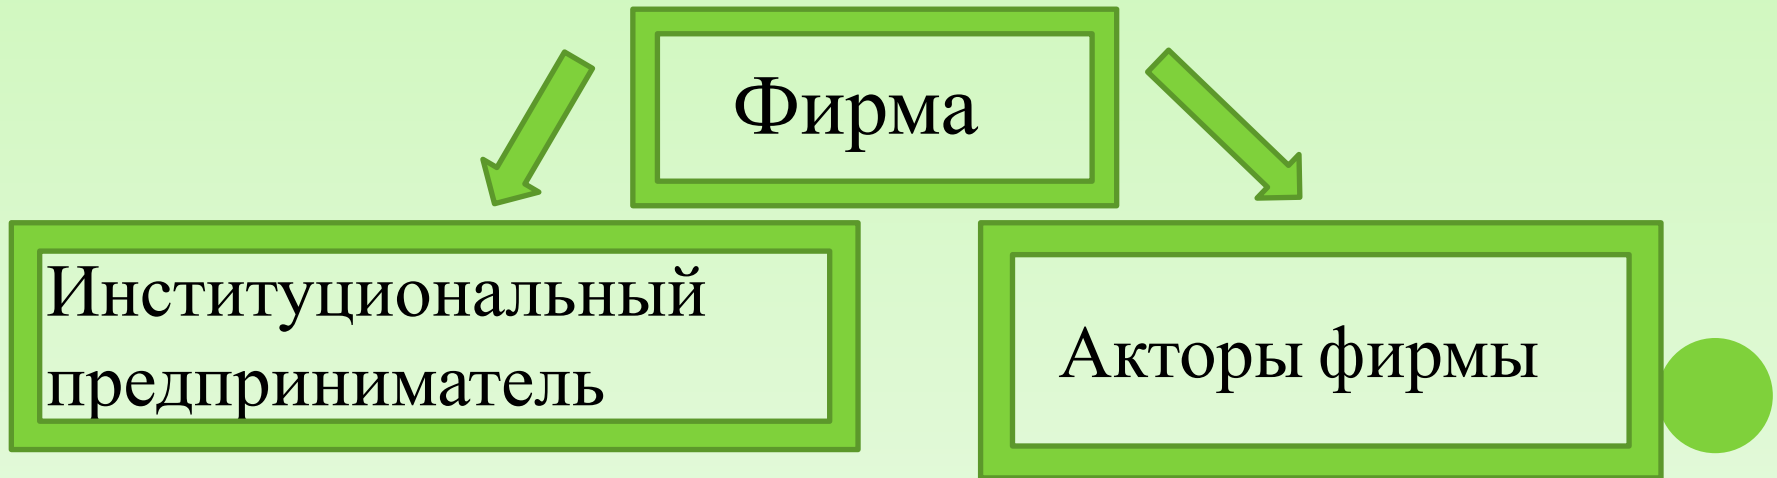 Фирма
Институциональный
предприниматель
Акторы фирмы